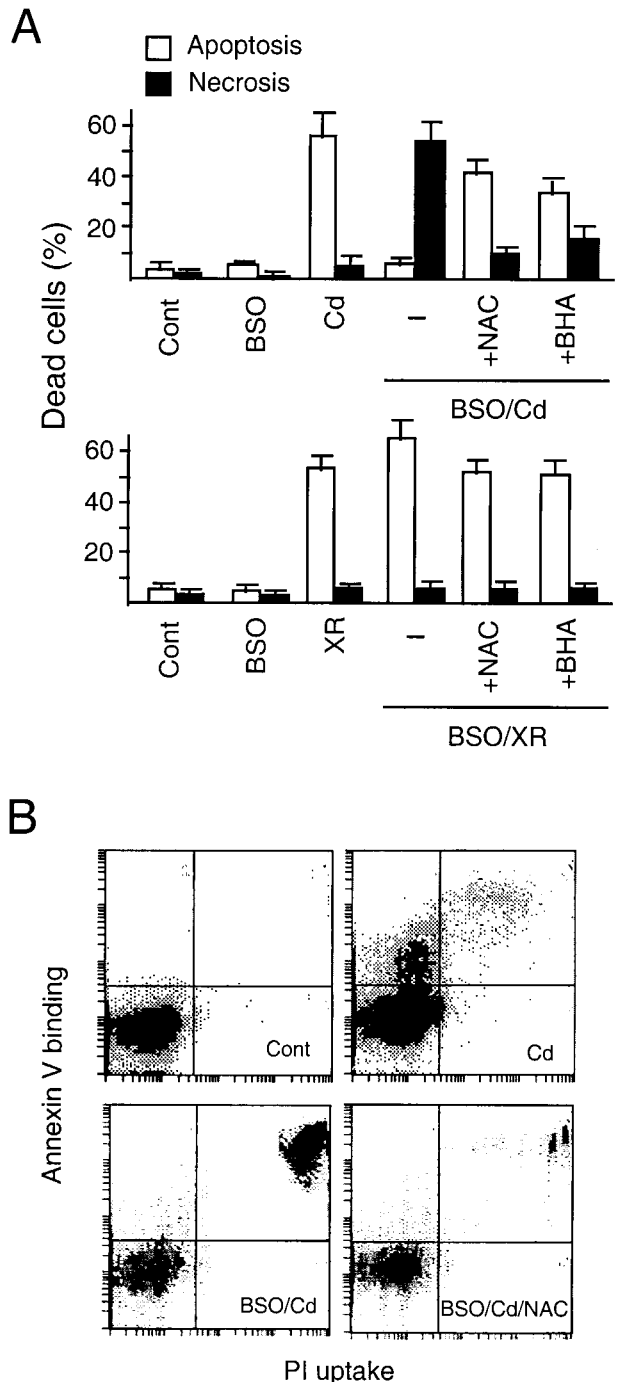 A
Apoptosis
Necrosis
Dead cells (%)
60
40
20
Cont
BSO
Cd
–
+NAC
+BHA
BSO/Cd
60
40
20
Cont
BSO
XR
–
+NAC
+BHA
BSO/XR
B
Annexin V binding
Cont
Cd
BSO/Cd
BSO/Cd/NAC
PI uptake